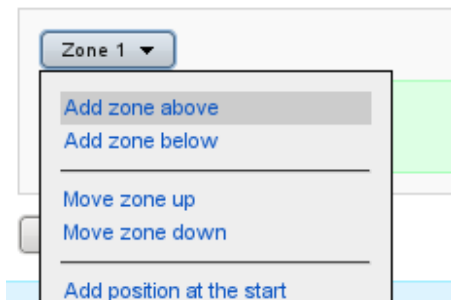 Zone 1
Add zone above
Add zone below
Move zone up
Move zone down
Add position at the start